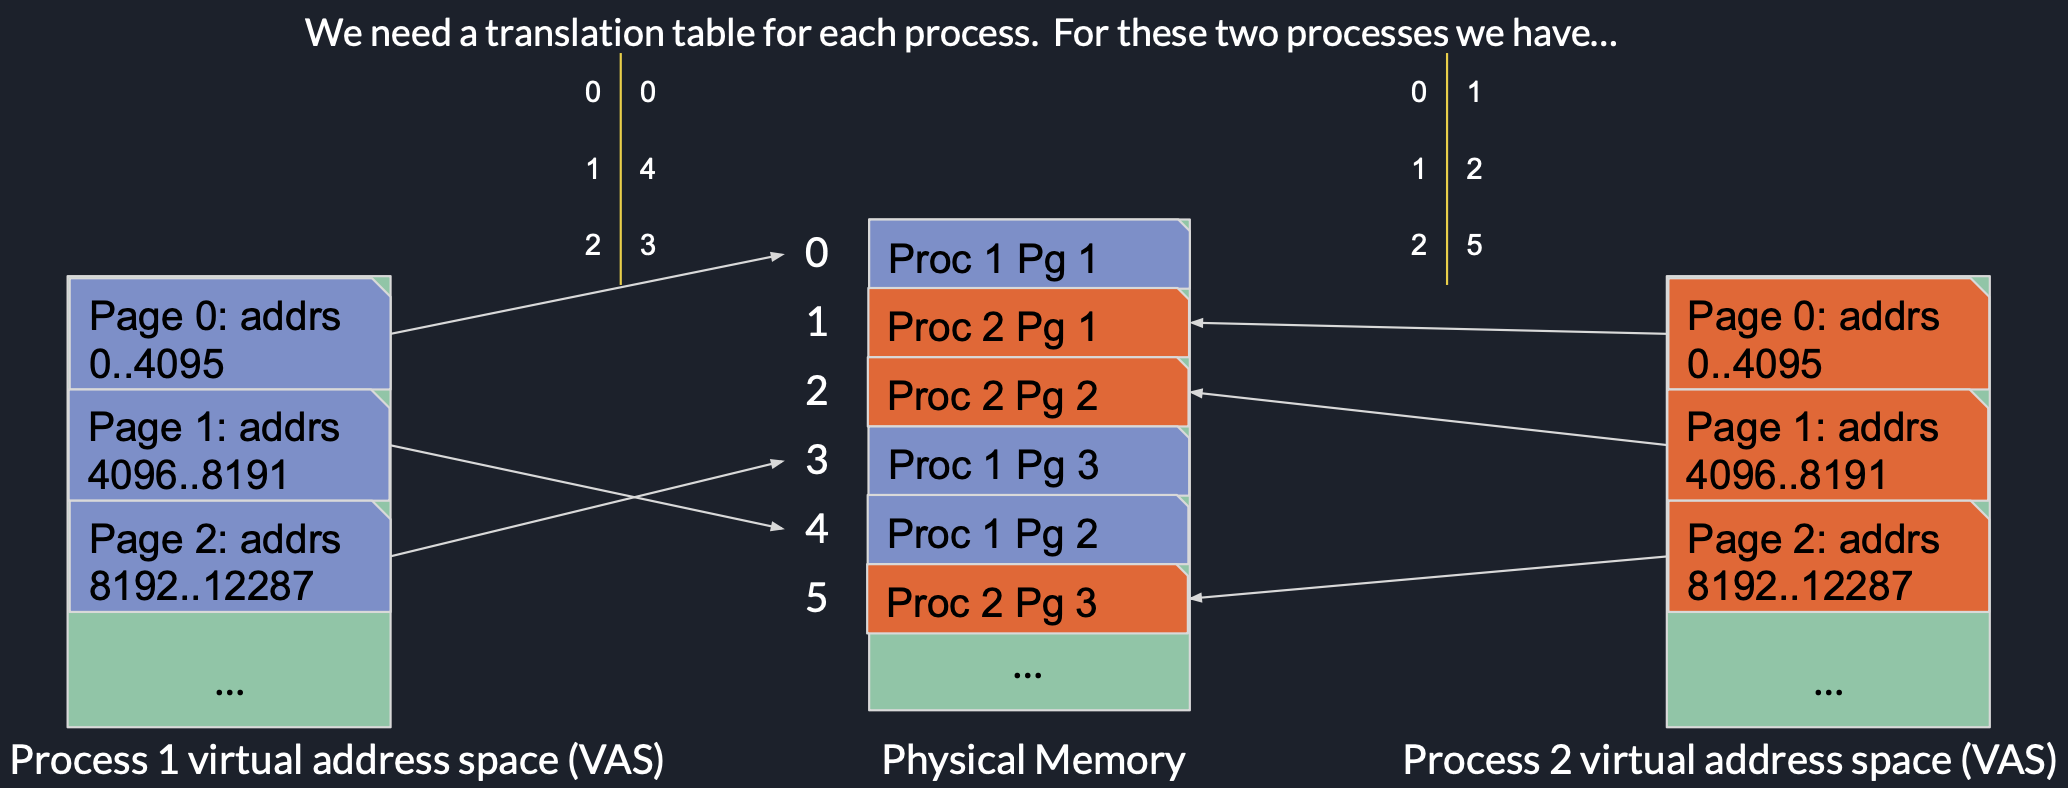 We need a translation table for each process.  For these two processes we have...
0 0
1 4
2 3
0 1
1 2
2 5
Page 0: addrs
0..4095
Page 1: addrs
4096..8191
Page 2: addrs
8192..12287
...
Process 1 virtual address space (VAS)
0 Proc 1 Pg 1
1 Proc 2 Pg 1
2 Proc 2 Pg 2
3 Proc 1 Pg 3
4 Proc 1 Pg 2
5 Proc 2 Pg 3
...
Physical Memory
Page 0: addrs
0..4095
Page 1: addrs
4096..8191
Page 2: addrs
8192..12287
...
Process 2 virtual address space (VAS)